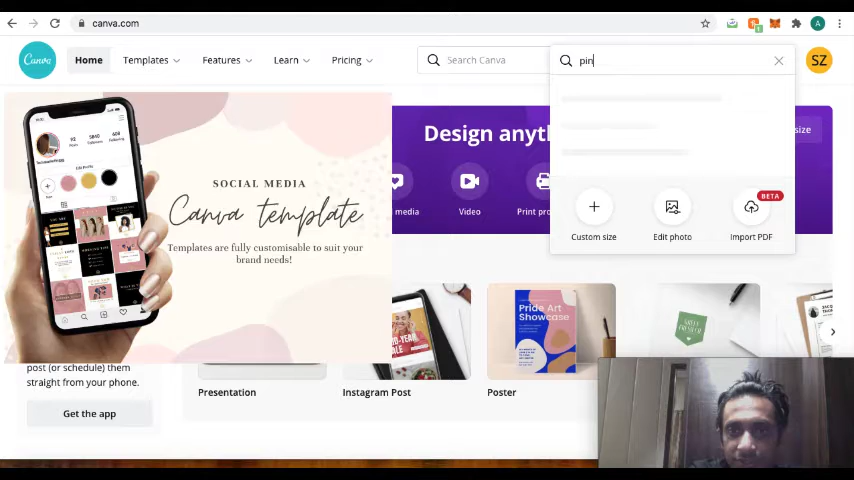 canva.com
Canva
Home
Templates
Features
Learn
Pricing
Search Canva
pin
SZ
A
1
Design anyth
size
media
Video
Print pro
Custom size
Edit photo
BETA
Import PDF
SOCIAL MEDIA
Canva template
Templates are fully customisable to suit your
brand needs!
Pride Art
Showcase
post (or schedule) them
straight from your phone.
Get the app
Presentation
Instagram Post
Poster